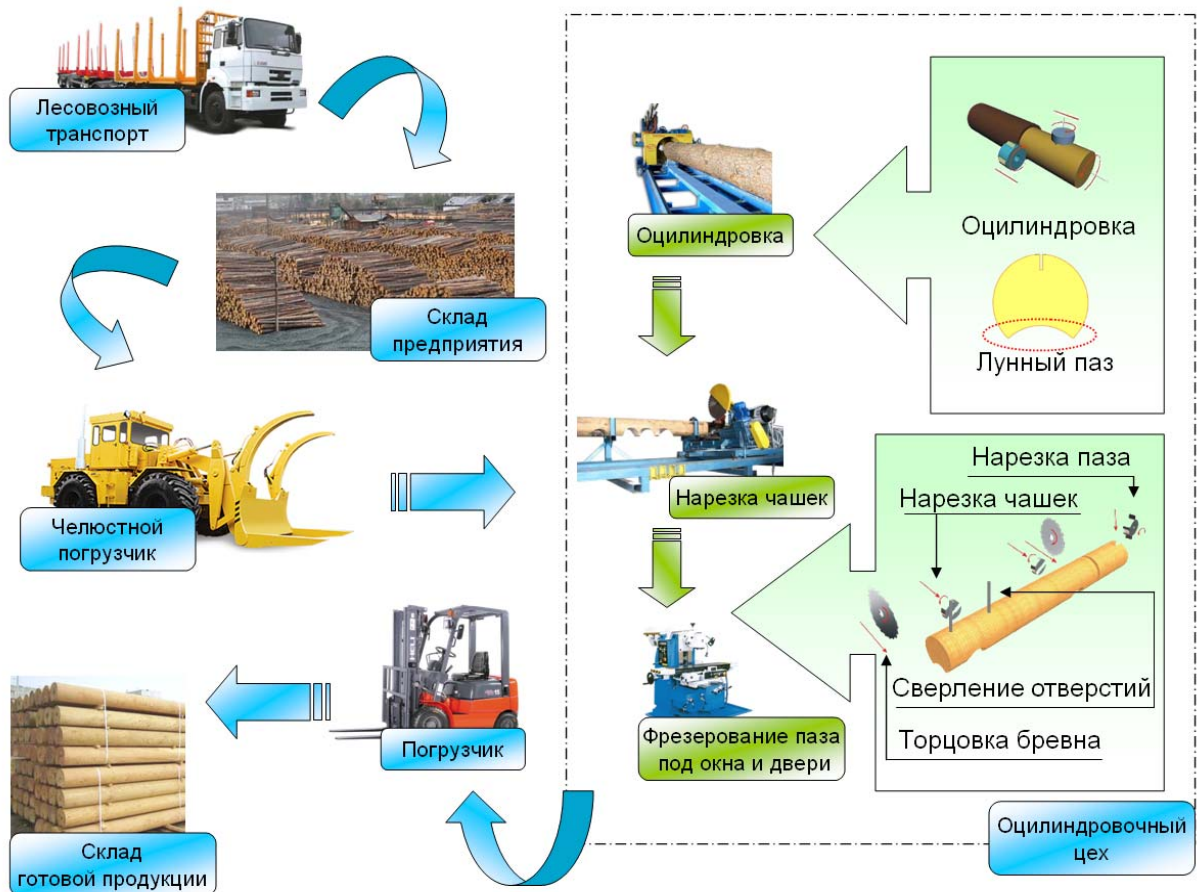 Лесовозный
транспорт
Склад
предприятия
Челюстной
погрузчик
Погрузчик
Склад
готовой продукции
Оцилиндровка
Нарезка чашек
Фрезерование паза
под окна и двери
Оцилиндровка
Лунный паз
Нарезка паза
Нарезка чашек
Сверление отверстий
Торцовка бревна
Оцилиндровочный
цех